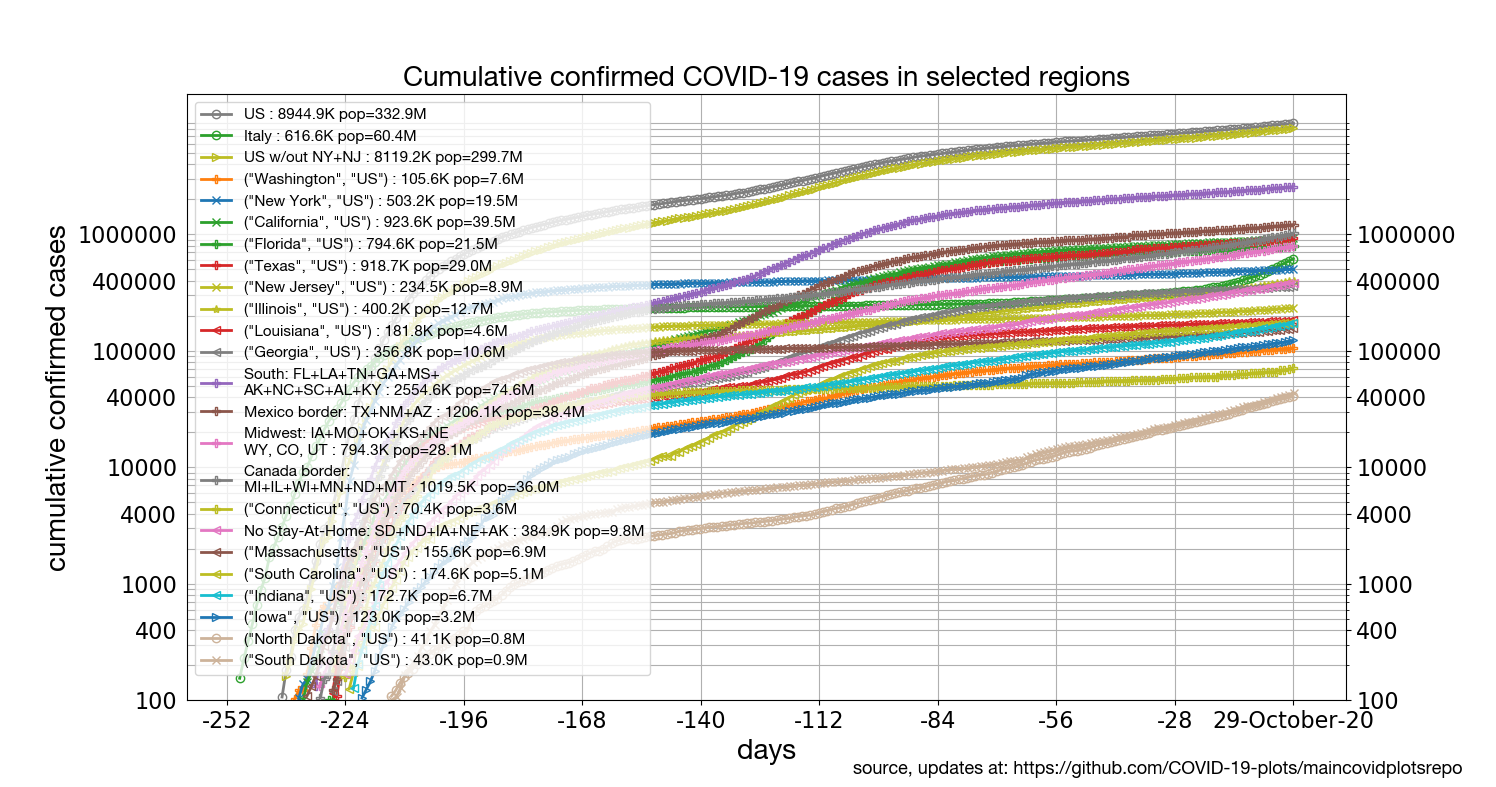 Cumulative confirmed COVID-19 cases in selected regions
cumulative confirmed cases
1000000
400000
100000
40000
10000
4000
1000
400
100
US : 8944.9K pop=332.9M
Italy : 616.6K pop=60.4M
US w/out NY+NJ : 8119.2K pop=299.7M
("Washington", "US") : 105.6K pop=7.6M
("New York", "US") : 503.2K pop=19.5M
("California", "US") : 923.6K pop=39.5M
("Florida", "US") : 794.6K pop=21.5M
("Texas", "US") : 918.7K pop=29.0M
("New Jersey", "US") : 234.5K pop=8.9M
("Illinois", "US") : 400.2K pop=12.7M
("Louisiana", "US") : 181.8K pop=4.6M
("Georgia", "US") : 356.8K pop=10.6M
South: FL+LA+TN+GA+MS+
AK+NC+SC+AL+KY : 2554.6K pop=74.6M
Mexico border: TX+NM+AZ : 1206.1K pop=38.4M
Midwest: IA+MO+OK+KS+NE
WY, CO, UT : 794.3K pop=28.1M
Canada border:
MI+IL+WI+MN+ND+MT : 1019.5K pop=36.0M
("Connecticut", "US") : 70.4K pop=3.6M
No Stay-At-Home: SD+ND+IA+NE+AK : 384.9K pop=9.8M
("Massachusetts", "US") : 155.6K pop=6.9M
("South Carolina", "US") : 174.6K pop=5.1M
("Indiana", "US") : 172.7K pop=6.7M
("Iowa", "US") : 123.0K pop=3.2M
("North Dakota", "US") : 41.1K pop=0.8M
("South Dakota", "US") : 43.0K pop=0.9M
1000000
400000
100000
40000
10000
4000
1000
400
100
-252 -224 -196 -168 -140 -112 -84 -56 -28 29-October-20
days
source, updates at: https://github.com/COVID-19-plots/maincovidplotsrepo